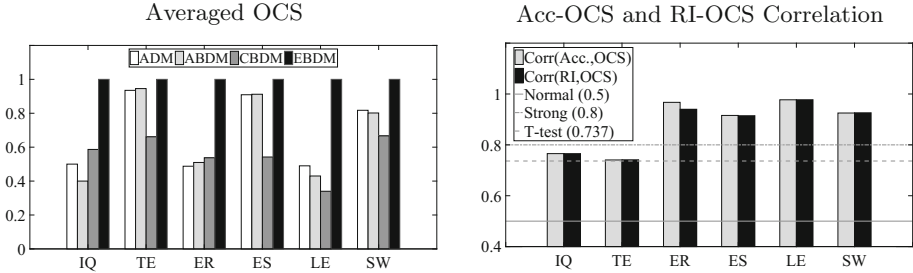 Averaged OCS
ADM ABDM CBDM EBDM
1
0.8
0.6
0.4
0.2
0
IQ TE ER ES LE SW
Acc-OCS and RI-OCS Correlation
Corr(Acc.,OCS)
Corr(RI,OCS)
Normal (0.5)
Strong (0.8)
T-test (0.737)
1
0.8
0.6
0.4
IQ TE ER ES LE SW